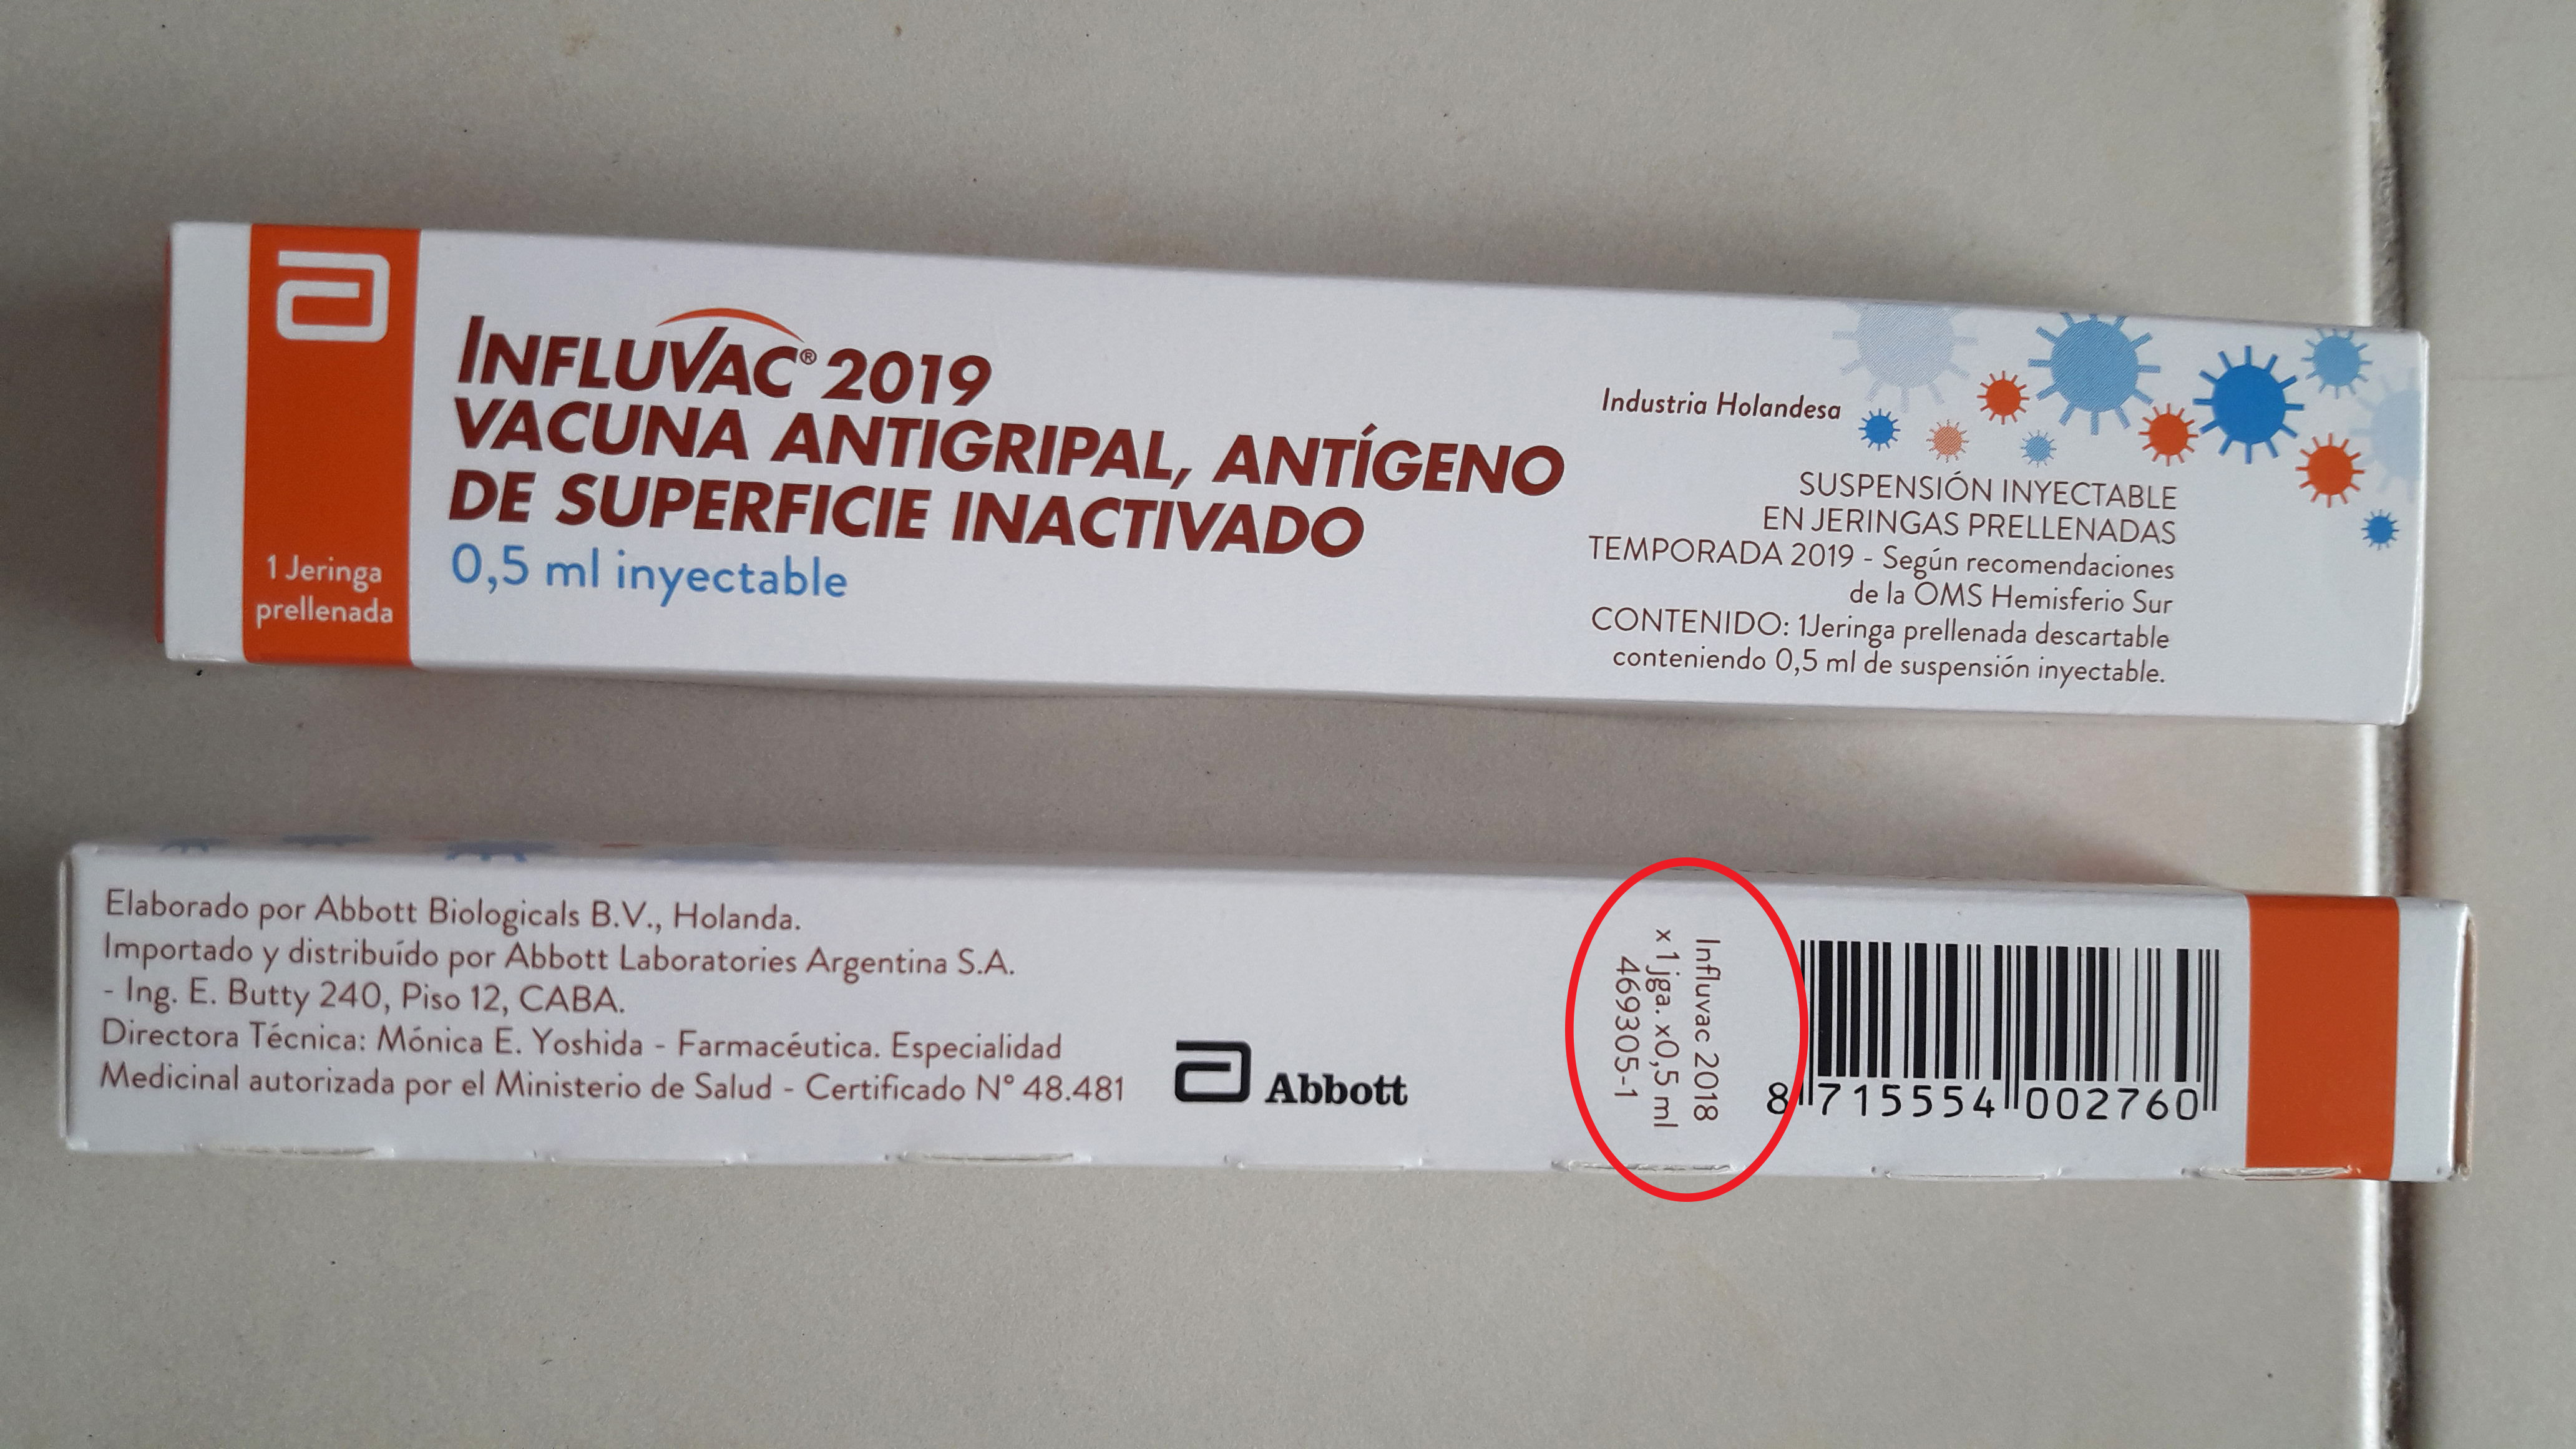 INFLUVAC® 2019
VACUNA ANTIGRIPAL, ANTÍGENO
DE SUPERFICIE INACTIVADO
0,5 ml inyectable
1 Jeringa
prellenada
Industria Holandesa
SUSPENSIÓN INYECTABLE
EN JERINGAS PRELLENADAS
TEMPORADA 2019 - Según recomendaciones
de la OMS Hemisferio Sur
CONTENIDO: 1Jeringa prellenada descartable
conteniendo 0,5 ml de suspensión inyectable.
Elaborado por Abbott Biologicals B.V., Holanda.
Importado y distribuído por Abbott Laboratories Argentina S.A.
- Ing. E. Butty 240, Piso 12, CABA.
Directora Técnica: Mónica E. Yoshida - Farmacéutica. Especialidad
Medicinal autorizada por el Ministerio de Salud - Certificado N° 48.481
Abbott
Influvac 2018
x 1 jga. x0,5 ml
469305-1
8 715554 002760